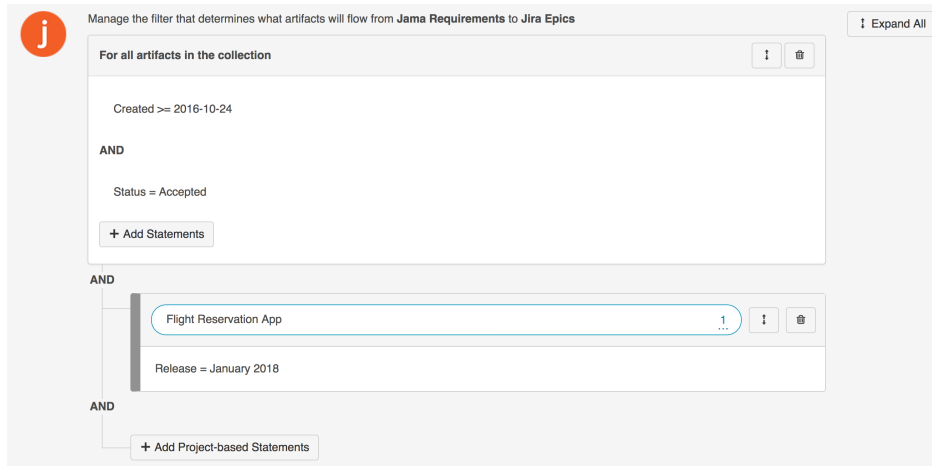 j
Manage the filter that determines what artifacts will flow from Jama Requirements to Jira Epics
Expand All
For all artifacts in the collection
Created >= 2016-10-24
AND
Status = Accepted
+ Add Statements
AND
Flight Reservation App 1
Release = January 2018
AND
+ Add Project-based Statements